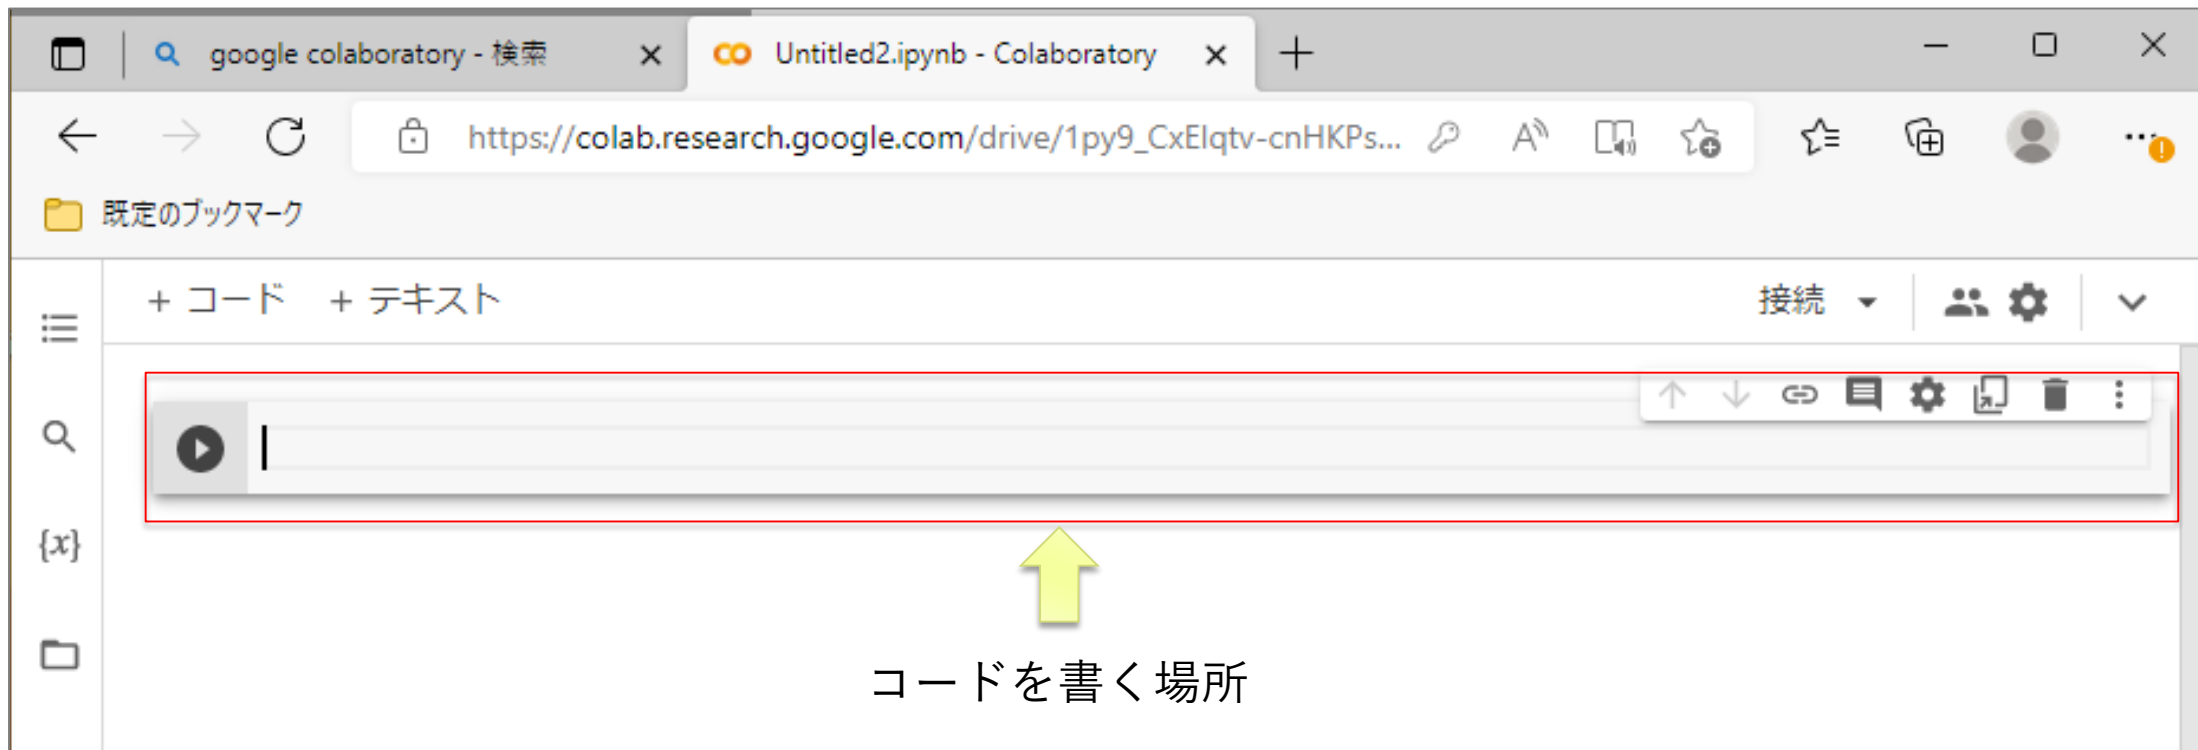 google colaboratory - 検索
Untitled2.ipynb - Colaboratory
https://colab.research.google.com/drive/1py9_CxElqtv-cnHKPs...
既定のブックマーク
+ コード + テキスト
接続
{x}
コードを書く場所